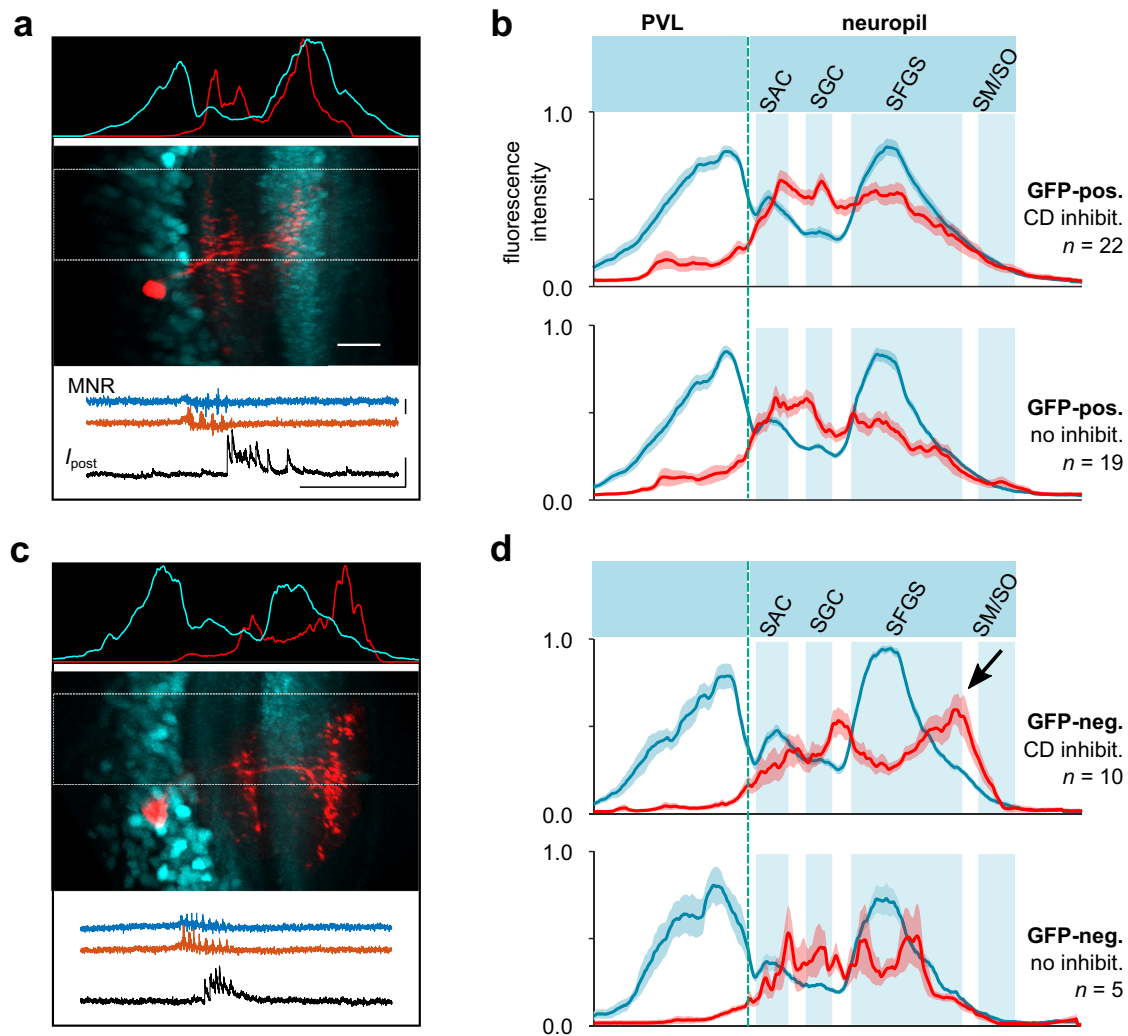 a
MNR
Ipost
b
PVL neuropil
SAC SGC SFGS SM/SO
1.0
fluorescence
intensity
0.0
GFP-pos.
CD inhibit.
n = 22
1.0
0.0
GFP-pos.
no inhibit.
n = 19
c
d
SAC SGC SFGS SM/SO
1.0
0.0
GFP-neg.
CD inhibit.
n = 10
1.0
0.0
GFP-neg.
no inhibit.
n = 5